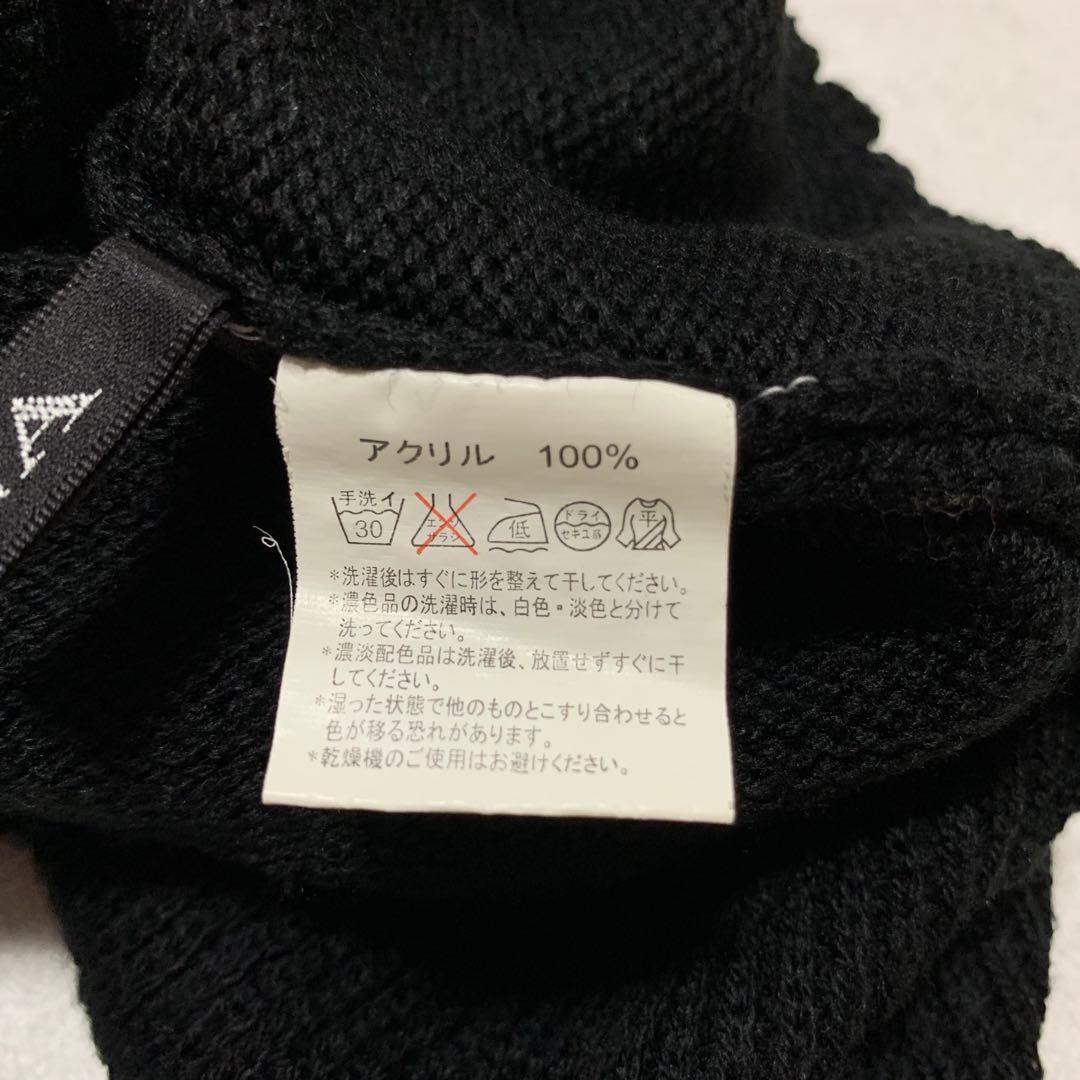 A
アクリル 100%
手洗イ 30 エンソ サラシ 低 ドライ セキユ系 平
*洗濯後はすぐに形を整えて干してください。
*濃色品の洗濯時は、白色・淡色と分けて
洗ってください。
*濃淡配色品は洗濯後、放置せずすぐに干
してください。
*湿った状態で他のものとこすり合わせると
色が移る恐れがあります。
*乾燥機のご使用はお避けください。